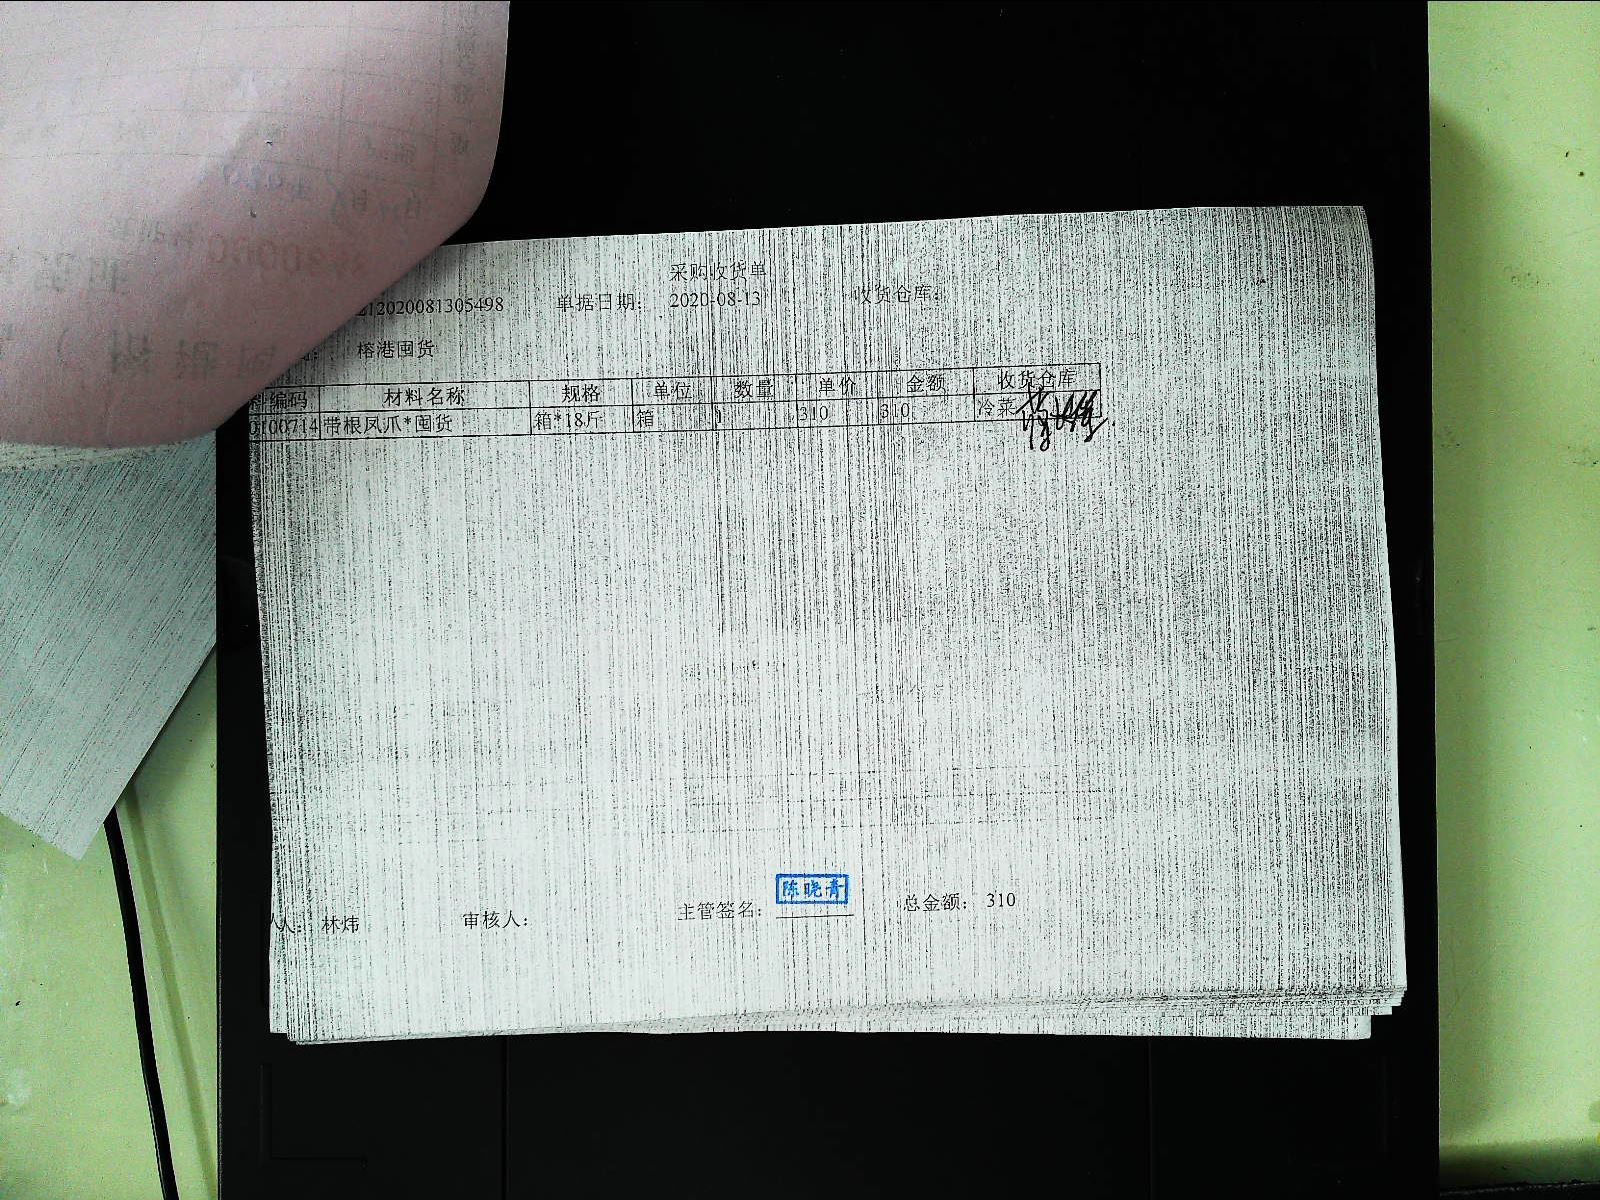 采购收货单
212020081305498 单据日期： 2020-08-13 收货仓库：
榕港囤货
编码 材料名称 规格 单位 数量 单价 金额 收货仓库
0100714 带根凤爪*囤货 箱*18斤 箱 1 310 310 冷菜
陈晓青
人： 林炜 审核人： 主管签名： 总金额： 310